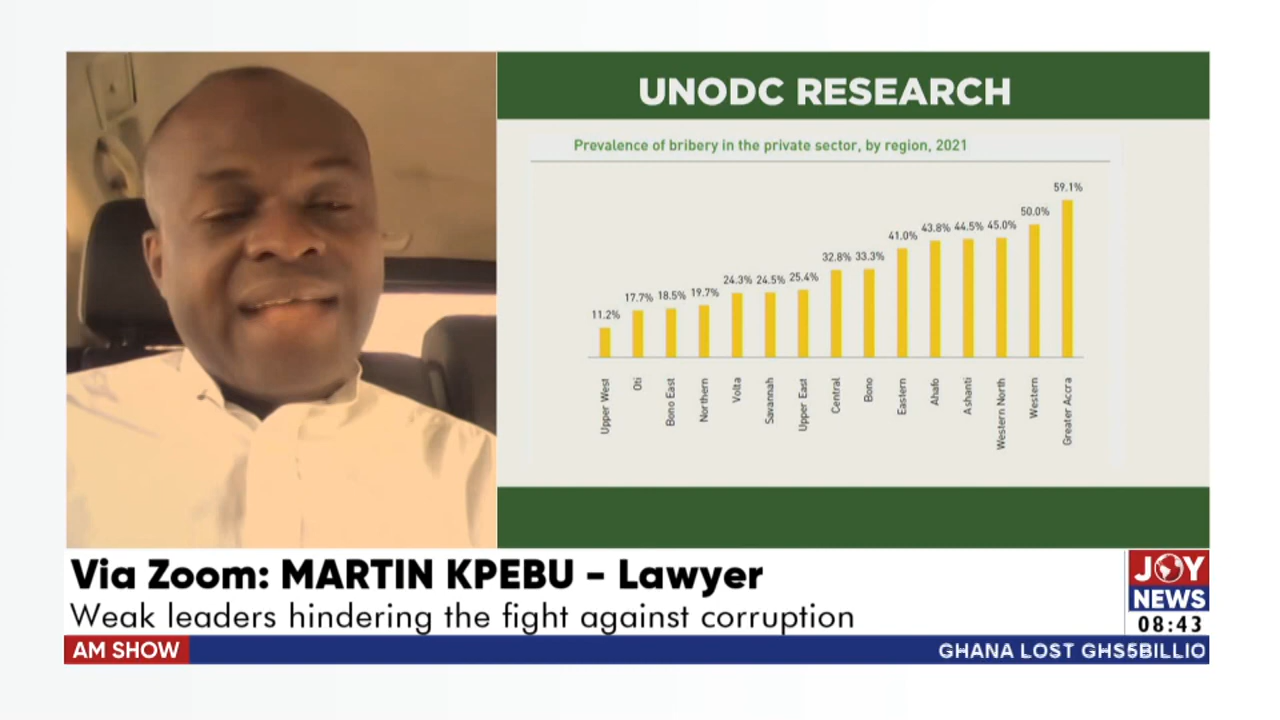 UNODC RESEARCH
Prevalence of bribery in the private sector, by region, 2021
11.2%
17.7%
18.5%
19.7%
24.3%
24.5%
25.4%
32.8%
33.3%
41.0%
43.8%
44.5%
45.0%
50.0%
59.1%
Upper West
Oti
Bono East
Northern
Volta
Savannah
Upper East
Central
Bono
Eastern
Ahafo
Ashanti
Western North
Western
Greater Accra
Via Zoom: MARTIN KPEBU – Lawyer
Weak leaders hindering the fight against corruption
JOY
NEWS
08:43
AM SHOW
GHANA LOST GHS5BILLIO